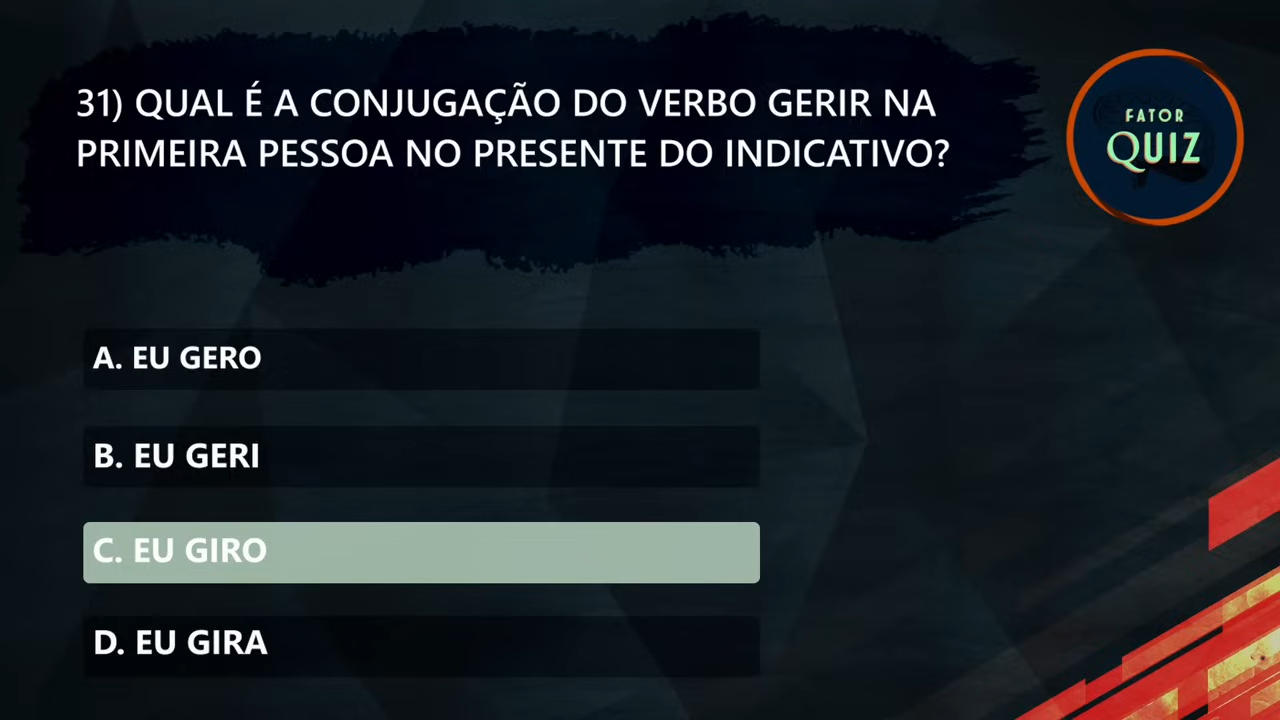 31) QUAL É A CONJUGAÇÃO DO VERBO GERIR NA
PRIMEIRA PESSOA NO PRESENTE DO INDICATIVO?
FATOR
QUIZ
A. EU GERO
B. EU GERI
C. EU GIRO
D. EU GIRA